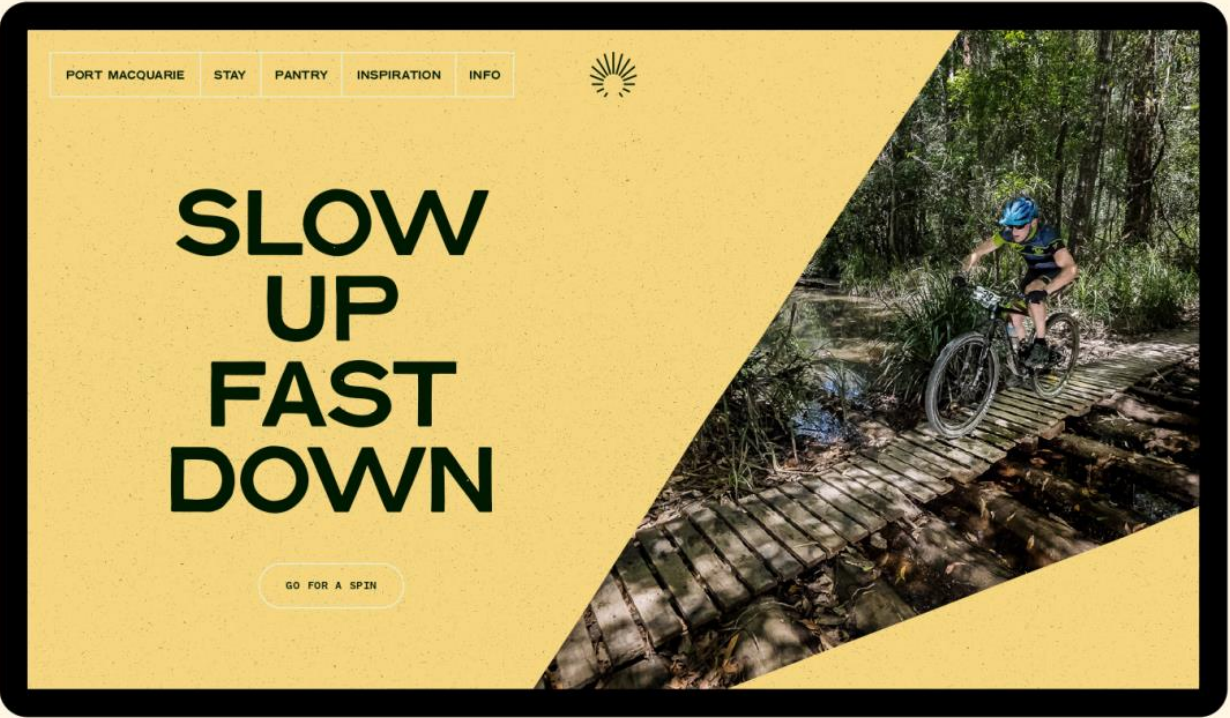 PORT MACQUARIE
STAY
PANTRY
INSPIRATION
INFO
SLOW
UP
FAST
DOWN
GO FOR A SPIN